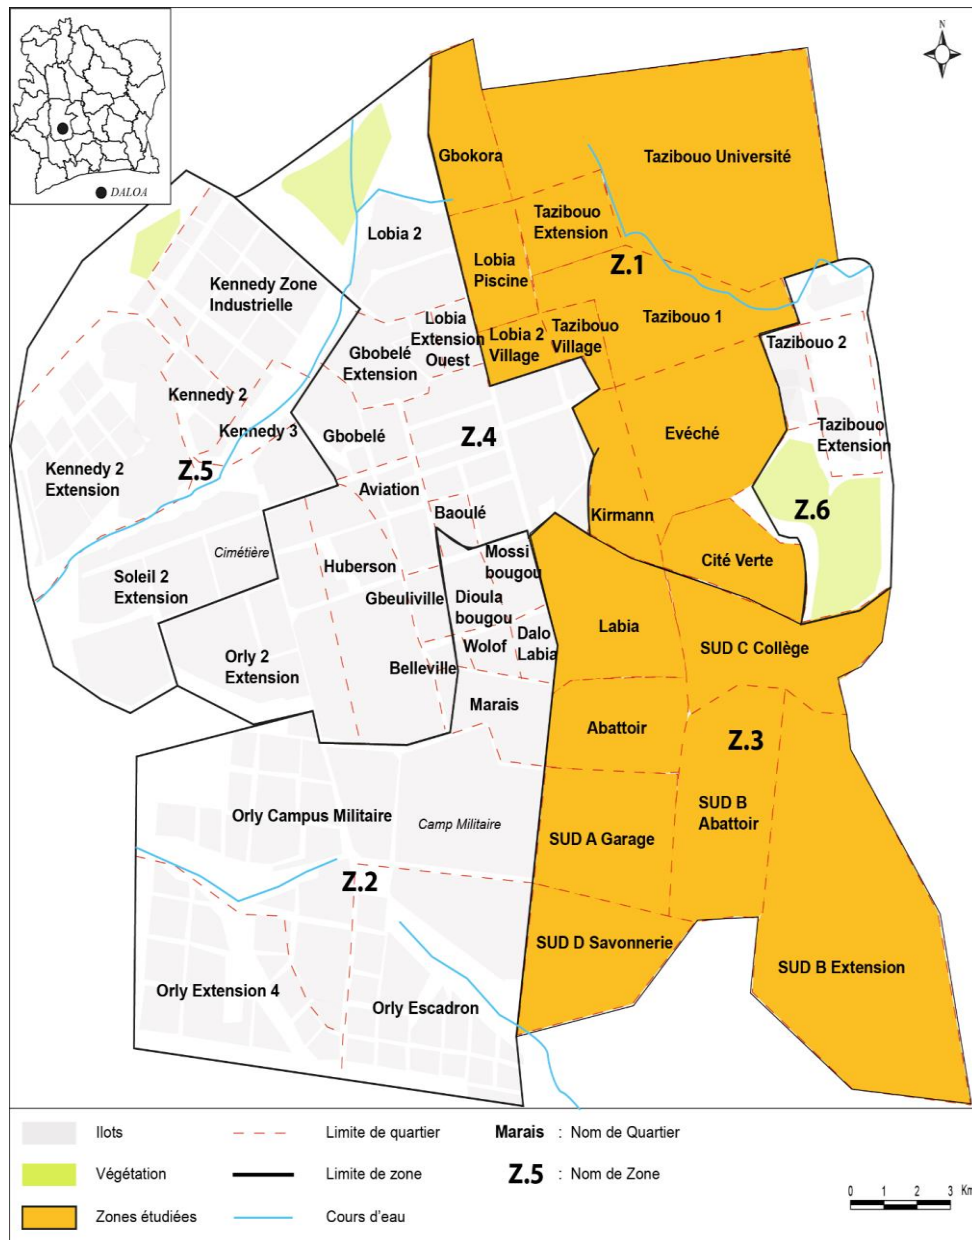 N
DALOA
Gbokora
Tazibouo Université
Tazibouo
Extension
Lobia 2
Lobia
Piscine
Z.1
Kennedy Zone
Industrielle
Lobia
Extension
Ouest
Lobia 2
Village
Tazibouo
Village
Tazibouo 1
Tazibouo 2
Gbobelé
Extension
Kennedy 2
Kennedy 3
Gbobelé
Z.4
Evéché
Tazibouo
Extension
Kennedy 2
Extension
Z.5
Aviation
Baoulé
Kirmann
Z.6
Cimétière
Mossi
bougou
Cité Verte
Soleil 2
Extension
Huberson
Gbeuliville
Dioula
bougou
Wolof
Dalo
Labia
Labia
SUD C Collège
Orly 2
Extension
Belleville
Marais
Abattoir
Z.3
Orly Campus Militaire
Camp Militaire
SUD A Garage
SUD B
Abattoir
Z.2
SUD D Savonnerie
SUD B Extension
Orly Extension 4
Orly Escadron
Ilots
Limite de quartier
Marais : Nom de Quartier
Végétation
Limite de zone
Z.5 : Nom de Zone
Zones étudiées
Cours d'eau
0 1 2 3 Km